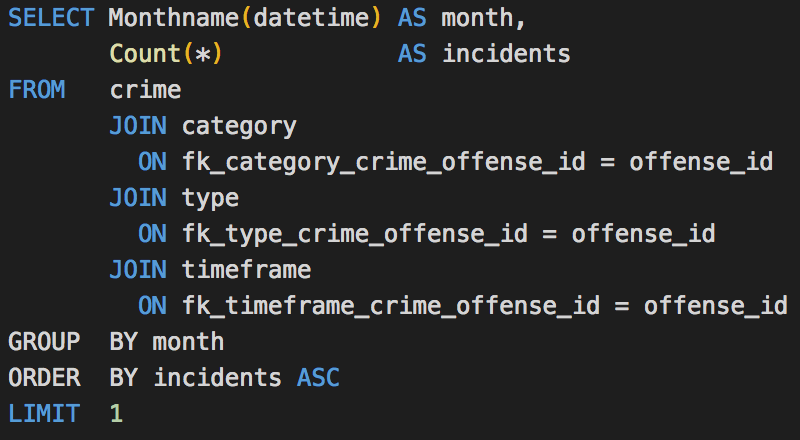 SELECT Monthname(datetime) AS month,
       Count(*)            AS incidents
FROM   crime
       JOIN category
         ON fk_category_crime_offense_id = offense_id
       JOIN type
         ON fk_type_crime_offense_id = offense_id
       JOIN timeframe
         ON fk_timeframe_crime_offense_id = offense_id
GROUP  BY month
ORDER  BY incidents ASC
LIMIT  1